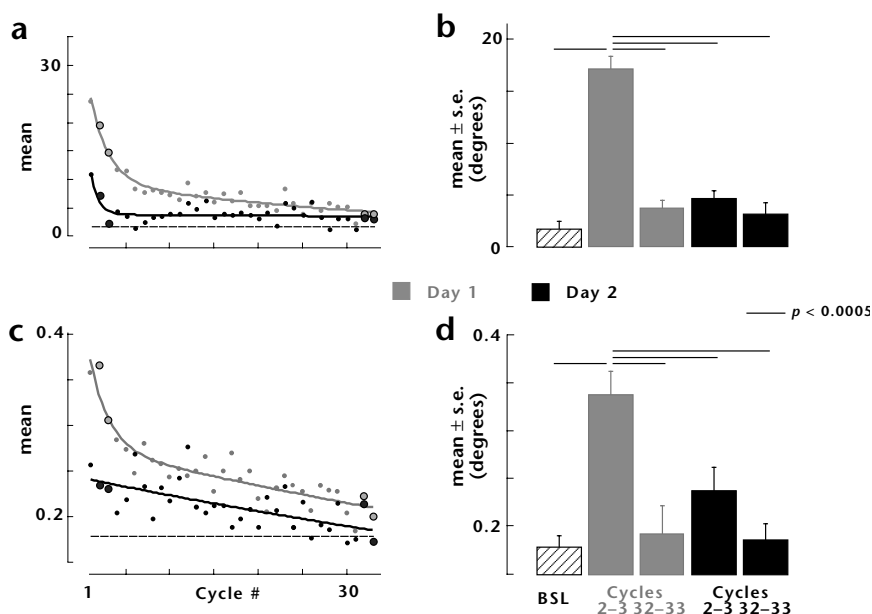 a
35
mean
0
b
20
mean ± s.e.
(degrees)
0
Day 1
Day 2
p < 0.0005
c
0.4
mean
0.2
1
Cycle #
30
d
0.4
mean ± s.e.
(degrees)
0.2
BSL
Cycles
2–3 32–33
Cycles
2–3 32–33